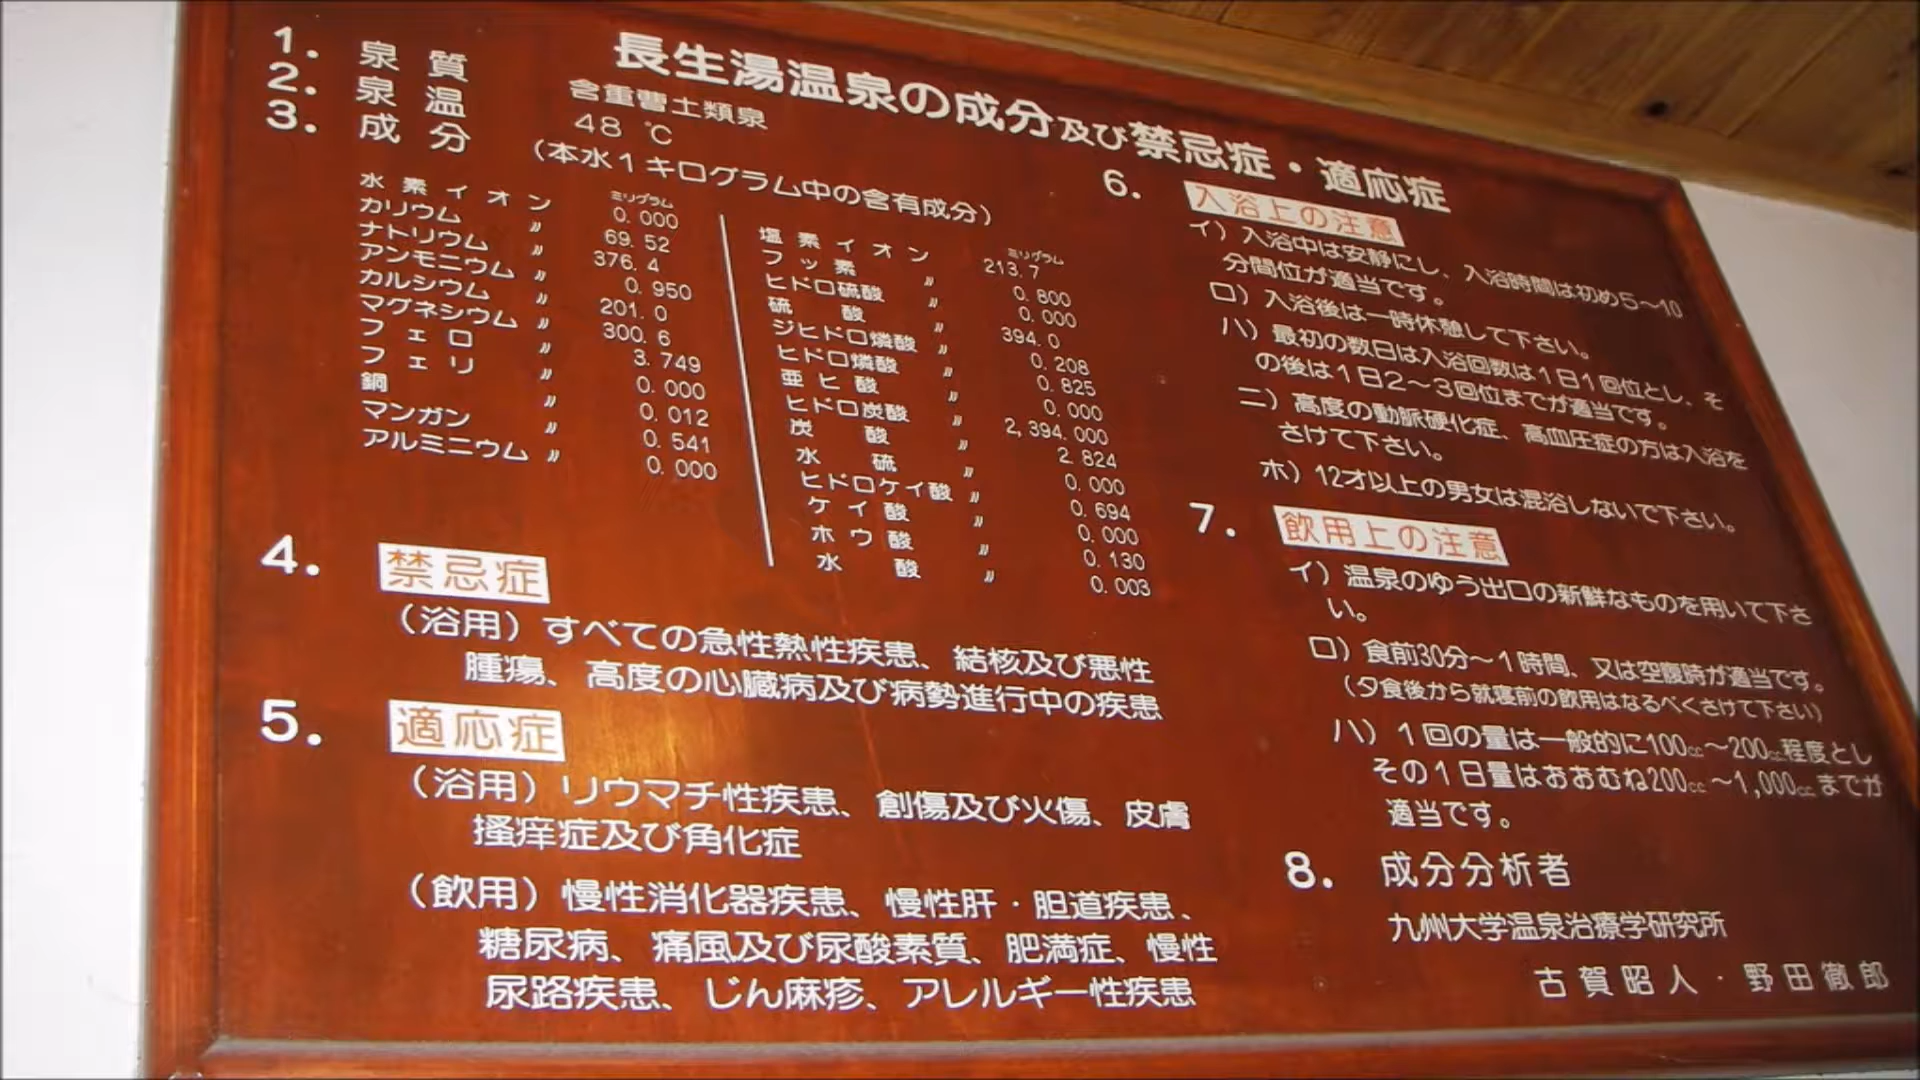 長生湯温泉の成分及び禁忌症・適応症
1. 泉質 含重曹土類泉
2. 泉温 48℃
3. 成分 (本水1キログラム中の含有成分)
ミリグラム
水素イオン 0.000
カリウム 〃 69.52
ナトリウム 〃 376.4
アンモニウム 〃 0.950
カルシウム 〃 201.0
マグネシウム 〃 300.6
フェロ 〃 3.749
フェリ 〃 0.000
銅 〃 0.012
マンガン 〃 0.541
アルミニウム 〃 0.000
ミリグラム
塩素イオン 213.7
フッ素 〃 0.800
ヒドロ硫酸 〃 0.000
硫酸 〃 394.0
ジヒドロ燐酸 〃 0.208
ヒドロ燐酸 〃 0.825
亜ヒ酸 〃 0.000
ヒドロ炭酸 〃 2,394.000
炭酸 〃 2.824
水硫 〃 0.000
ヒドロケイ酸 〃 0.694
ケイ酸 〃 0.000
ホウ酸 〃 0.130
水酸 〃 0.003
4. 禁忌症
(浴用)すべての急性熱性疾患、結核及び悪性
腫瘍、高度の心臓病及び病勢進行中の疾患
5. 適応症
(浴用)リウマチ性疾患、創傷及び火傷、皮膚
掻痒症及び角化症
(飲用)慢性消化器疾患、慢性肝・胆道疾患、
糖尿病、痛風及び尿酸素質、肥満症、慢性
尿路疾患、じん麻疹、アレルギー性疾患
6. 入浴上の注意
イ)入浴中は安静にし、入浴時間は初め5〜10
分間位が適当です。
ロ)入浴後は一時休憩して下さい。
ハ)最初の数日は入浴回数は1日1回位とし、そ
の後は1日2〜3回位までが適当です。
ニ)高度の動脈硬化症、高血圧症の方は入浴を
さけて下さい。
ホ)12才以上の男女は混浴しないで下さい。
7. 飲用上の注意
イ)温泉のゆう出口の新鮮なものを用いて下さ
い。
ロ)食前30分〜1時間、又は空腹時が適当です。
(夕食後から就寝前の飲用はなるべくさけて下さい)
ハ)1回の量は一般的に100cc〜200cc程度とし
その1日量はおおむね200cc〜1,000ccまでが
適当です。
8. 成分分析者
九州大学温泉治療学研究所
古賀昭人・野田徹郎